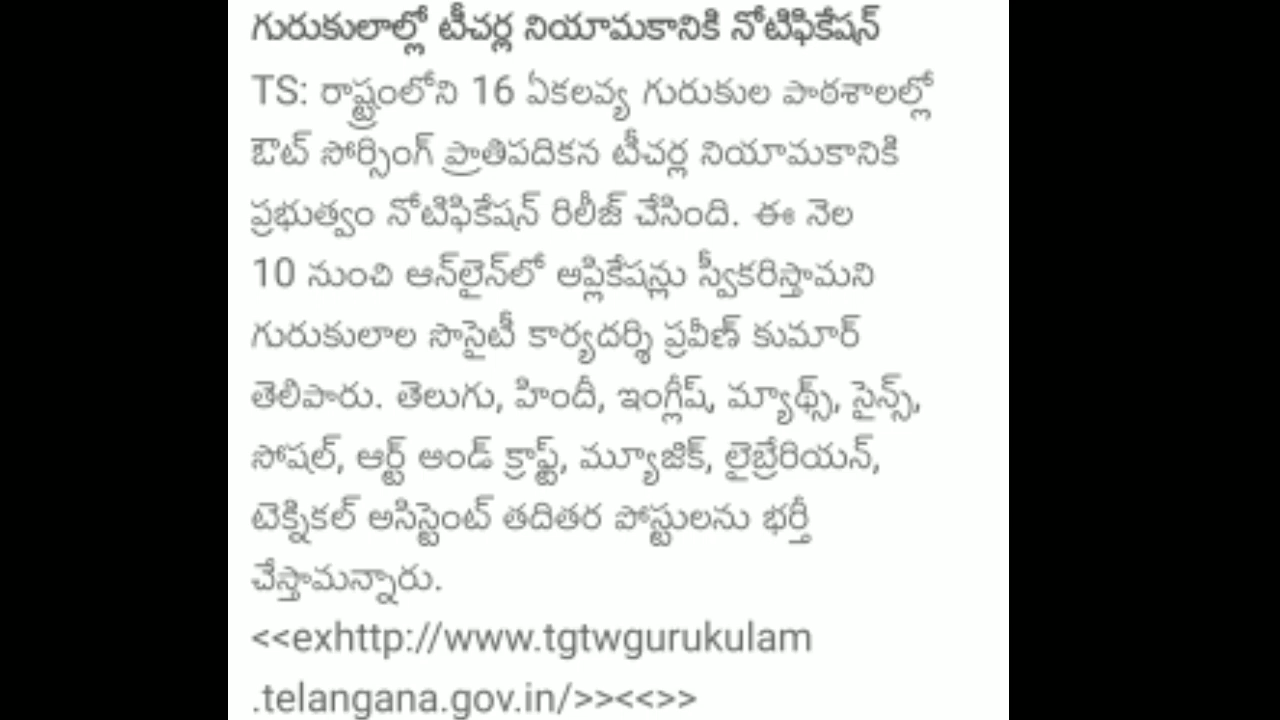 గురుకులాల్లో టీచర్ల నియామకానికి నోటిఫికేషన్
TS: రాష్ట్రంలోని 16 ఏకలవ్య గురుకుల పాఠశాలల్లో
ఔట్ సోర్సింగ్ ప్రాతిపదికన టీచర్ల నియామకానికి
ప్రభుత్వం నోటిఫికేషన్ రిలీజ్ చేసింది. ఈ నెల
10 నుంచి ఆన్‌లైన్‌లో అప్లికేషన్లు స్వీకరిస్తామని
గురుకులాల సొసైటీ కార్యదర్శి ప్రవీణ్ కుమార్
తెలిపారు. తెలుగు, హిందీ, ఇంగ్లీష్, మ్యాథ్స్, సైన్స్,
సోషల్, ఆర్ట్ అండ్ క్రాఫ్ట్, మ్యూజిక్, లైబ్రేరియన్,
టెక్నికల్ అసిస్టెంట్ తదితర పోస్టులను భర్తీ
చేస్తామన్నారు.
<<exhttp://www.tgtwgurukulam
.telangana.gov.in/>><<>>